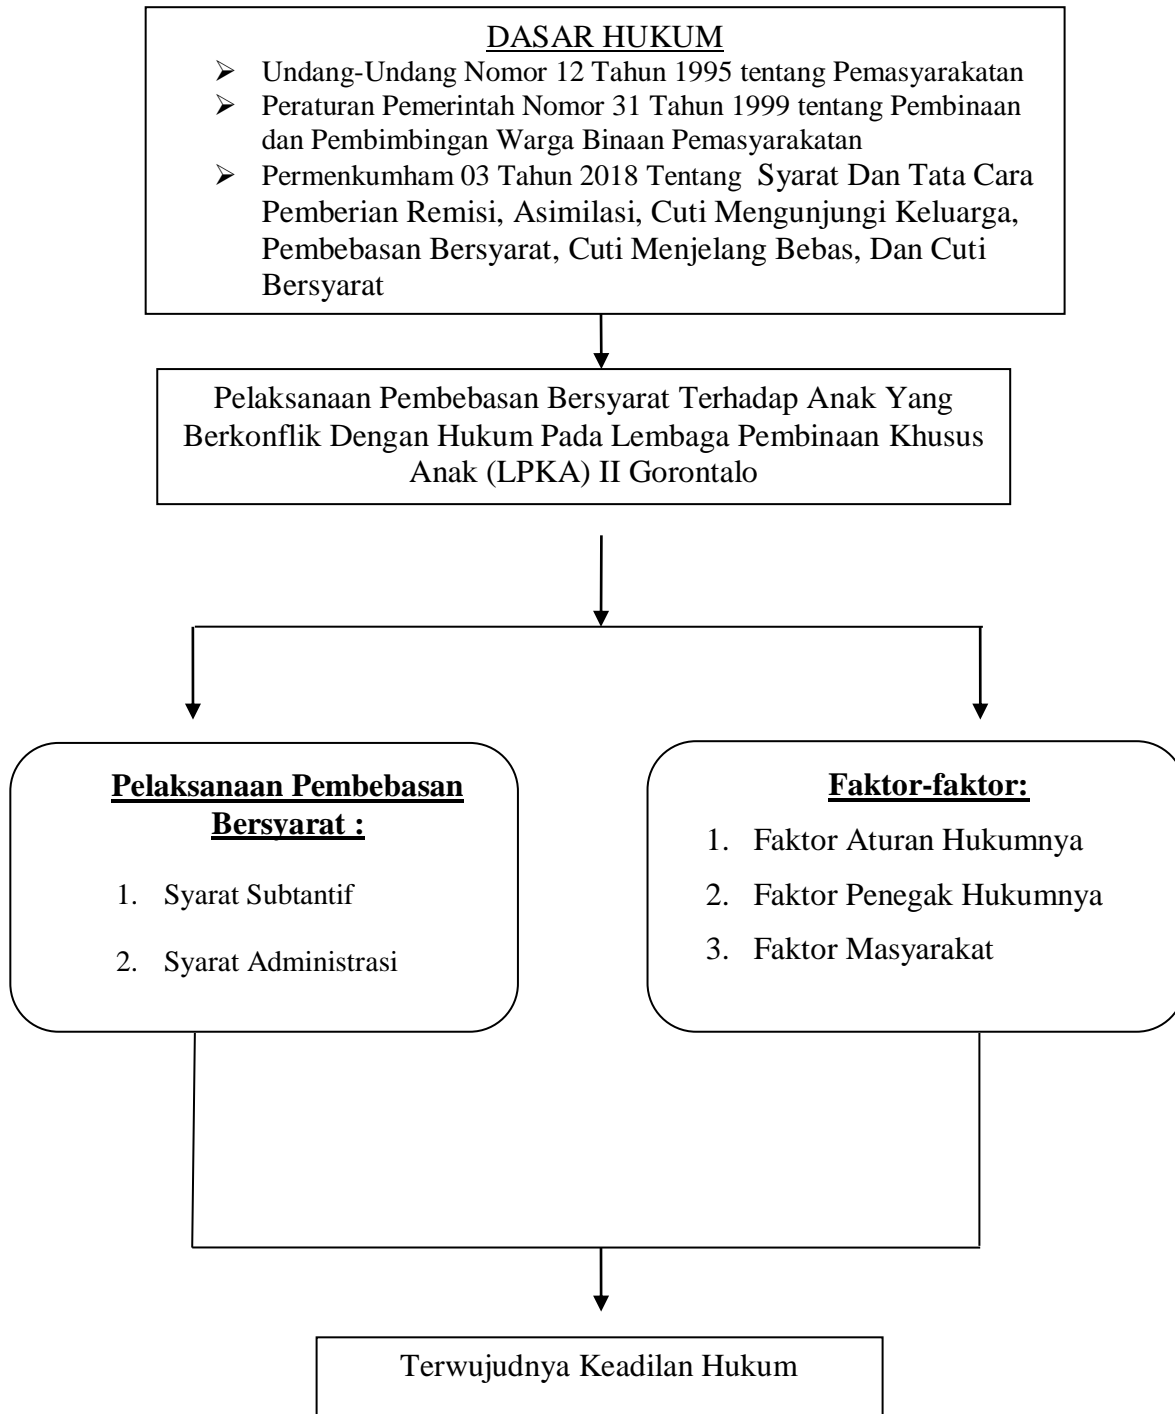 DASAR HUKUM
➢ Undang-Undang Nomor 12 Tahun 1995 tentang Pemasyarakatan
➢ Peraturan Pemerintah Nomor 31 Tahun 1999 tentang Pembinaan
dan Pembimbingan Warga Binaan Pemasyarakatan
➢ Permenkumham 03 Tahun 2018 Tentang Syarat Dan Tata Cara
Pemberian Remisi, Asimilasi, Cuti Mengunjungi Keluarga,
Pembebasan Bersyarat, Cuti Menjelang Bebas, Dan Cuti
Bersyarat
Pelaksanaan Pembebasan Bersyarat Terhadap Anak Yang
Berkonflik Dengan Hukum Pada Lembaga Pembinaan Khusus
Anak (LPKA) II Gorontalo
Pelaksanaan Pembebasan
Bersyarat :
1. Syarat Subtantif
2. Syarat Administrasi
Faktor-faktor:
1. Faktor Aturan Hukumnya
2. Faktor Penegak Hukumnya
3. Faktor Masyarakat
Terwujudnya Keadilan Hukum